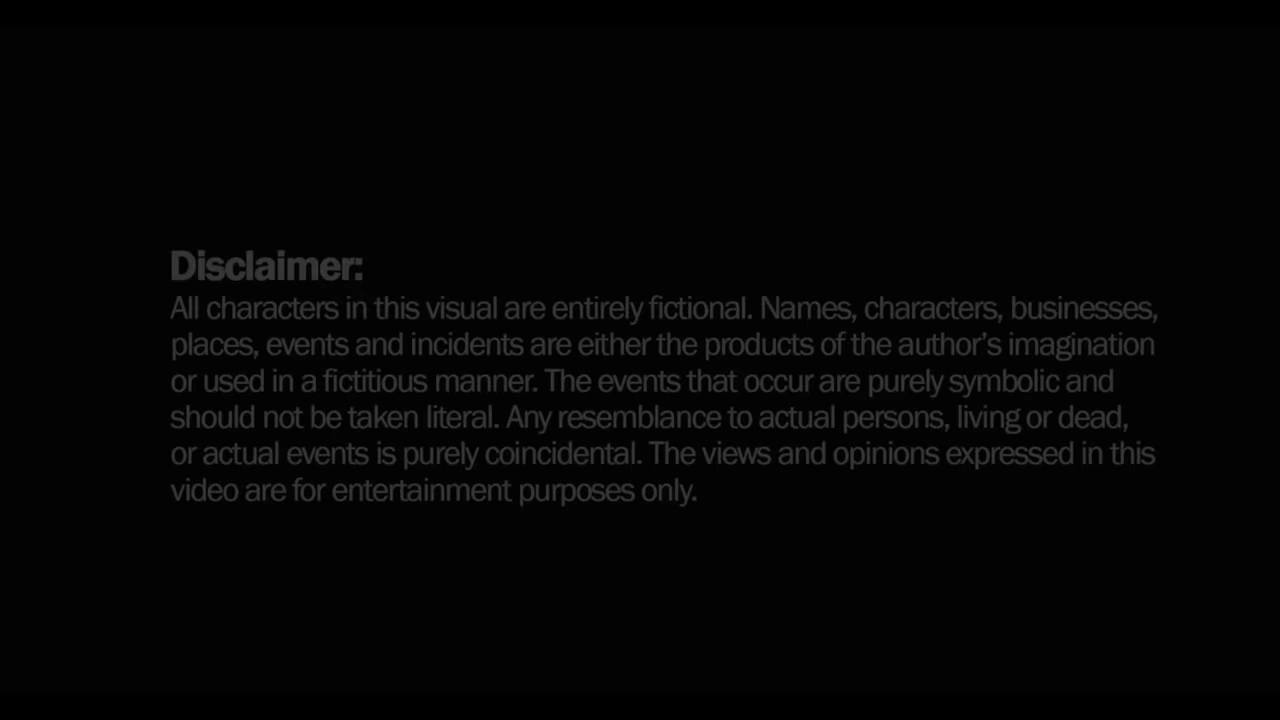 Disclaimer:
All characters in this visual are entirely fictional. Names, characters, businesses,
places, events and incidents are either the products of the author’s imagination
or used in a fictitious manner. The events that occur are purely symbolic and
should not be taken literal. Any resemblance to actual persons, living or dead,
or actual events is purely coincidental. The views and opinions expressed in this
video are for entertainment purposes only.